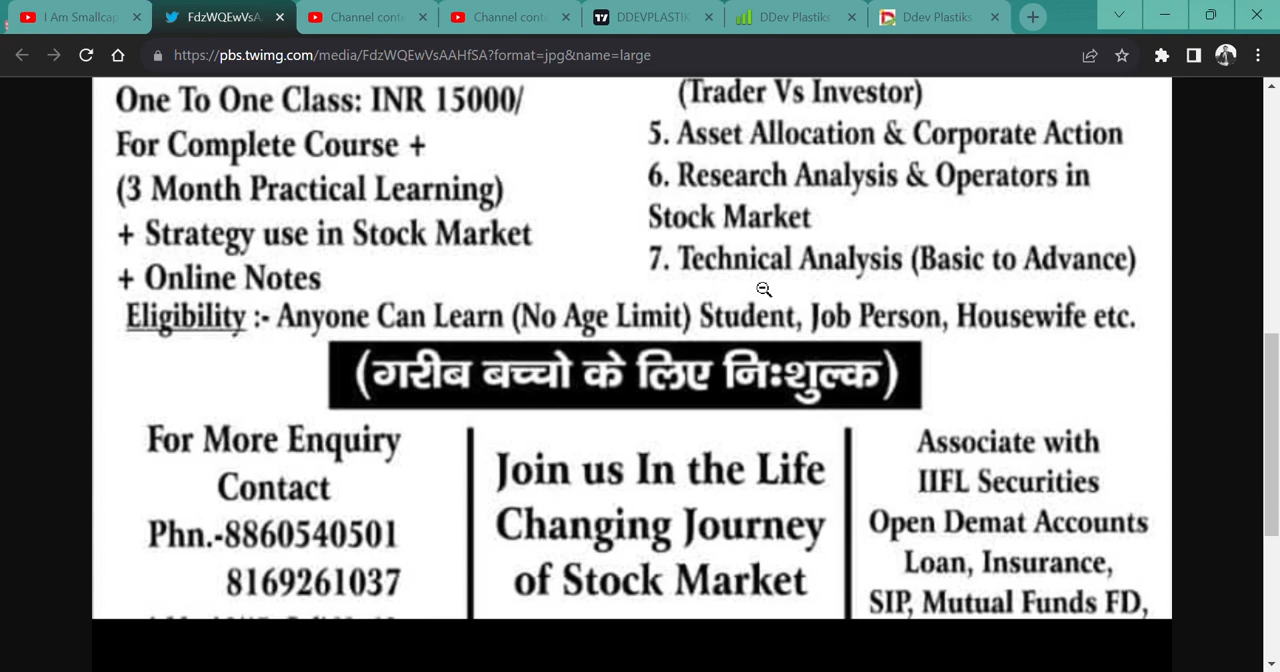 I Am Smallcap
FdzWQEwVsA
Channel cont
Channel cont
DDEVPLASTIK
DDev Plastiks
Ddev Plastiks
https://pbs.twimg.com/media/FdzWQEwVsAAHfSA?format=jpg&name=large
One To One Class: INR 15000/
For Complete Course +
(3 Month Practical Learning)
+ Strategy use in Stock Market
+ Online Notes
(Trader Vs Investor)
5. Asset Allocation & Corporate Action
6. Research Analysis & Operators in
Stock Market
7. Technical Analysis (Basic to Advance)
Eligibility :- Anyone Can Learn (No Age Limit) Student, Job Person, Housewife etc.
(गरीब बच्चो के लिए निःशुल्क)
For More Enquiry
Contact
Phn.-8860540501
8169261037
Join us In the Life
Changing Journey
of Stock Market
Associate with
IIFL Securities
Open Demat Accounts
Loan, Insurance,
SIP, Mutual Funds FD,